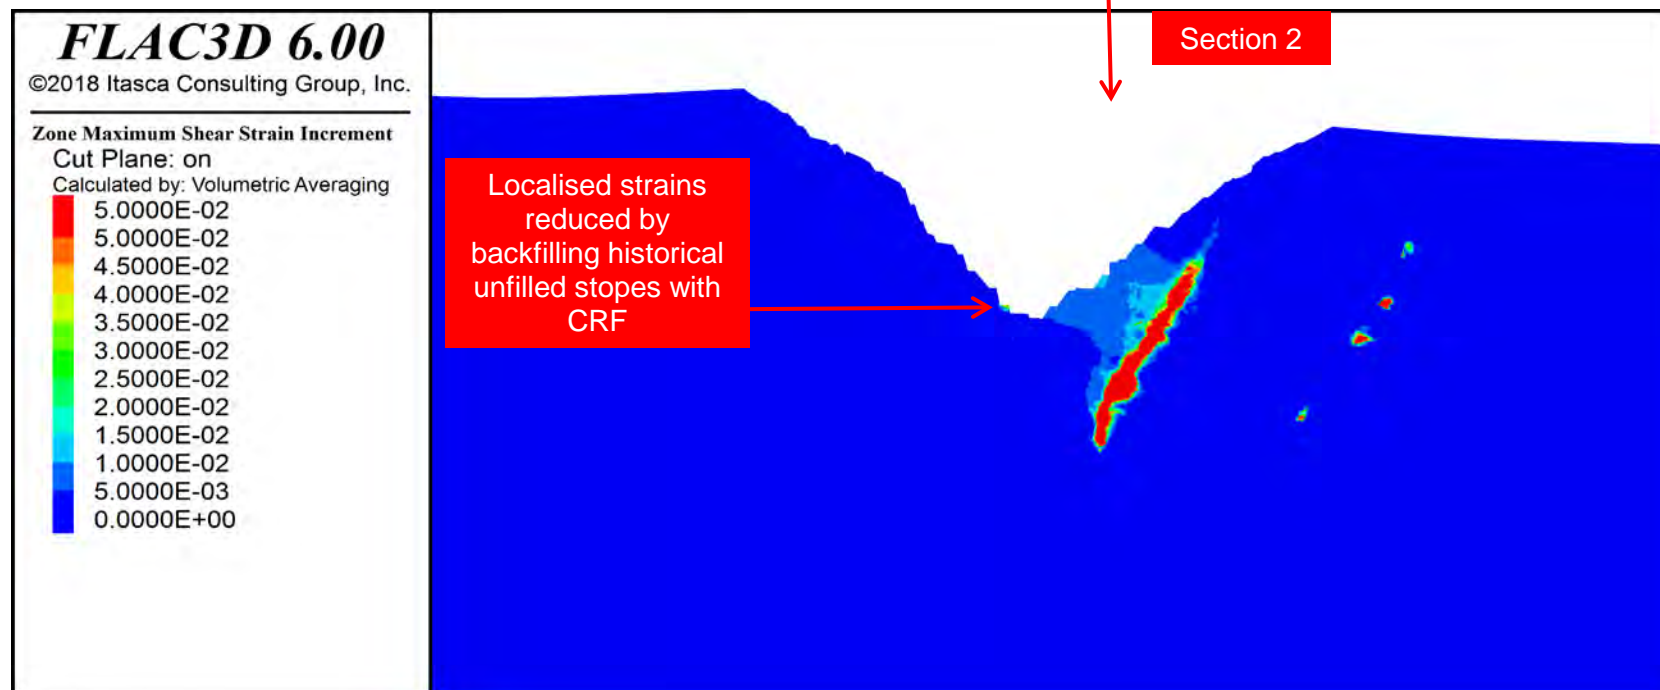 FLAC3D 6.00
©2018 Itasca Consulting Group, Inc.
Zone Maximum Shear Strain Increment
Cut Plane: on
Calculated by: Volumetric Averaging
5.0000E-02
5.0000E-02
4.5000E-02
4.0000E-02
3.5000E-02
3.0000E-02
2.5000E-02
2.0000E-02
1.5000E-02
1.0000E-02
5.0000E-03
0.0000E+00
Section 2
Localised strains
reduced by
backfilling historical
unfilled stopes with
CRF